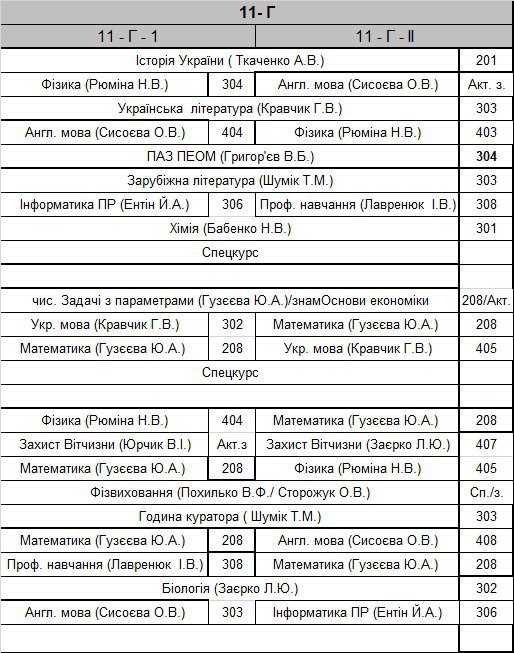 11- Г
11 - Г - 1 11 - Г - ІІ
Історія України ( Ткаченко А.В.) 201
Фізика (Рюміна Н.В.) 304 Англ. мова (Сисоєва О.В.) Акт. з.
Українська література (Кравчик Г.В.) 303
Англ. мова (Сисоєва О.В.) 404 Фізика (Рюміна Н.В.) 403
ПАЗ ПЕОМ (Григор'єв В.Б.) 304
Зарубіжна література (Шумік Т.М.) 303
Інформатика ПР (Ентін Й.А.) 306 Проф. навчання (Лавренюк І.В.) 308
Хімія (Бабенко Н.В.) 301
Спецкурс
чис. Задачі з параметрами (Гузєєва Ю.А.)/знамОснови економіки 208/Акт.
Укр. мова (Кравчик Г.В.) 302 Математика (Гузєєва Ю.А.) 208
Математика (Гузєєва Ю.А.) 208 Укр. мова (Кравчик Г.В.) 405
Спецкурс
Фізика (Рюміна Н.В.) 404 Математика (Гузєєва Ю.А.) 208
Захист Вітчизни (Юрчик В.І.) Акт.з Захист Вітчизни (Заєрко Л.Ю.) 407
Математика (Гузєєва Ю.А.) 208 Фізика (Рюміна Н.В.) 405
Фізвиховання (Похилько В.Ф./ Сторожук О.В.) Сп./з.
Година куратора ( Шумік Т.М.) 303
Математика (Гузєєва Ю.А.) 208 Англ. мова (Сисоєва О.В.) 408
Проф. навчання (Лавренюк І.В.) 308 Математика (Гузєєва Ю.А.) 208
Біологія (Заєрко Л.Ю.) 302
Англ. мова (Сисоєва О.В.) 303 Інформатика ПР (Ентін Й.А.) 306